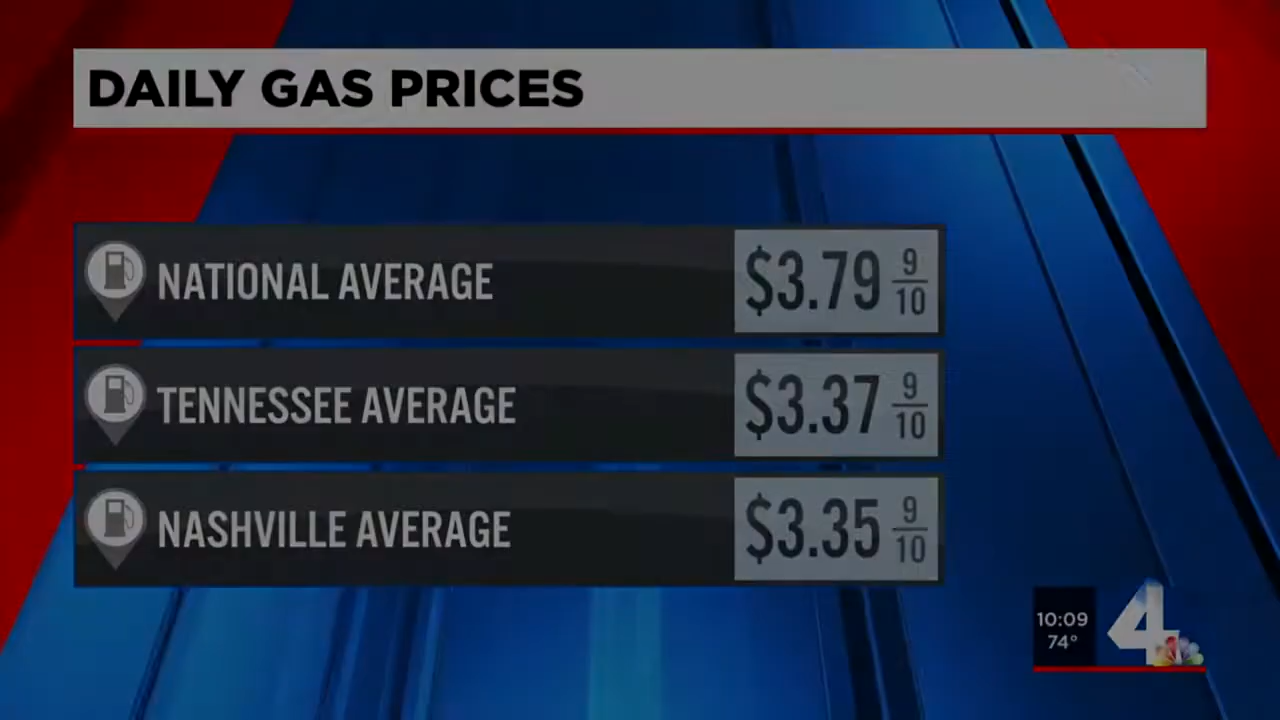 DAILY GAS PRICES
NATIONAL AVERAGE $3.79 9/10
TENNESSEE AVERAGE $3.37 9/10
NASHVILLE AVERAGE $3.35 9/10
10:09
74°
4